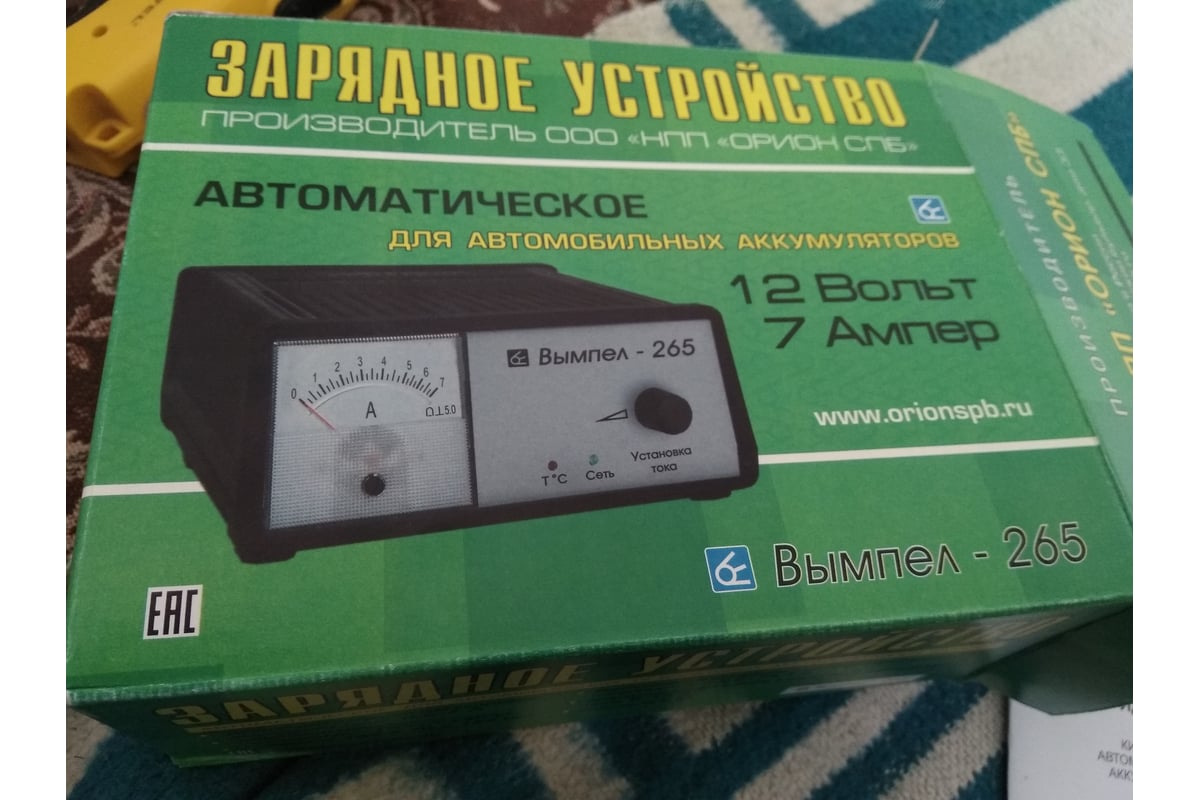 ЗАРЯДНОЕ УСТРОЙСТВО
ПРОИЗВОДИТЕЛЬ ООО «НПП «ОРИОН СПБ»
АВТОМАТИЧЕСКОЕ
ДЛЯ АВТОМОБИЛЬНЫХ АККУМУЛЯТОРОВ
12 Вольт
7 Ампер
Вымпел - 265
0 1 2 3 4 5 6 7
А
5.0
Установка
тока
T°C
Сеть
www.orionspb.ru
Вымпел - 265
EAC
ЗАРЯДНОЕ УСТРОЙСТВО
ПРОИЗВОДИТЕЛЬ
«ОРИОН СПБ»